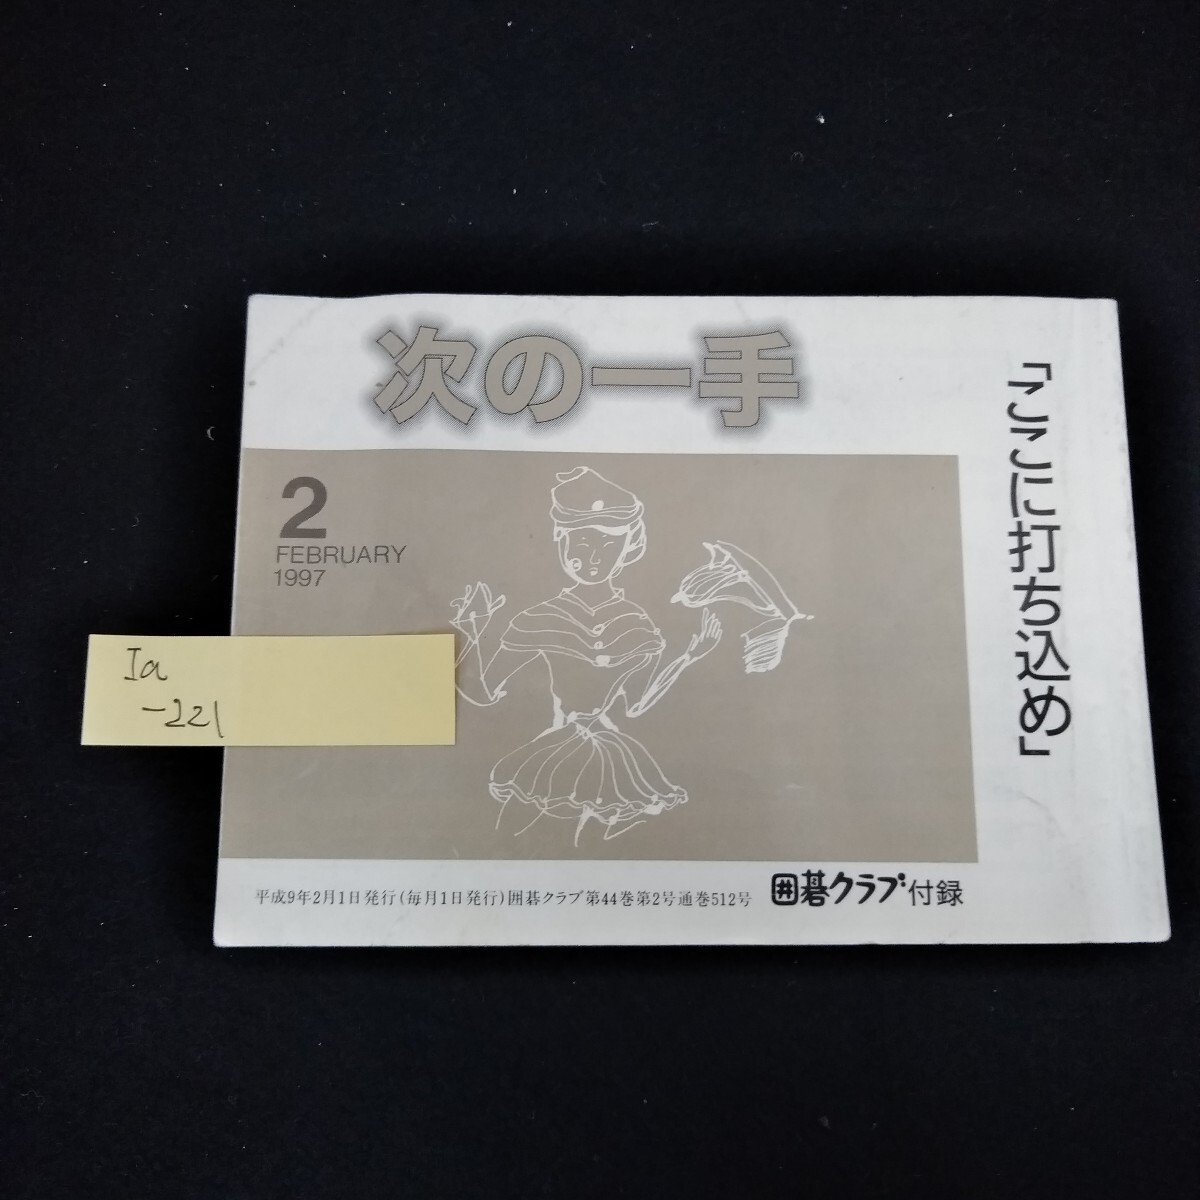 次の一手
「ここに打ち込め」
2
FEBRUARY
1997
Ia
-221
平成9年2月1日発行(毎月1日発行)囲碁クラブ第44巻第2号通巻512号
囲碁クラブ付録